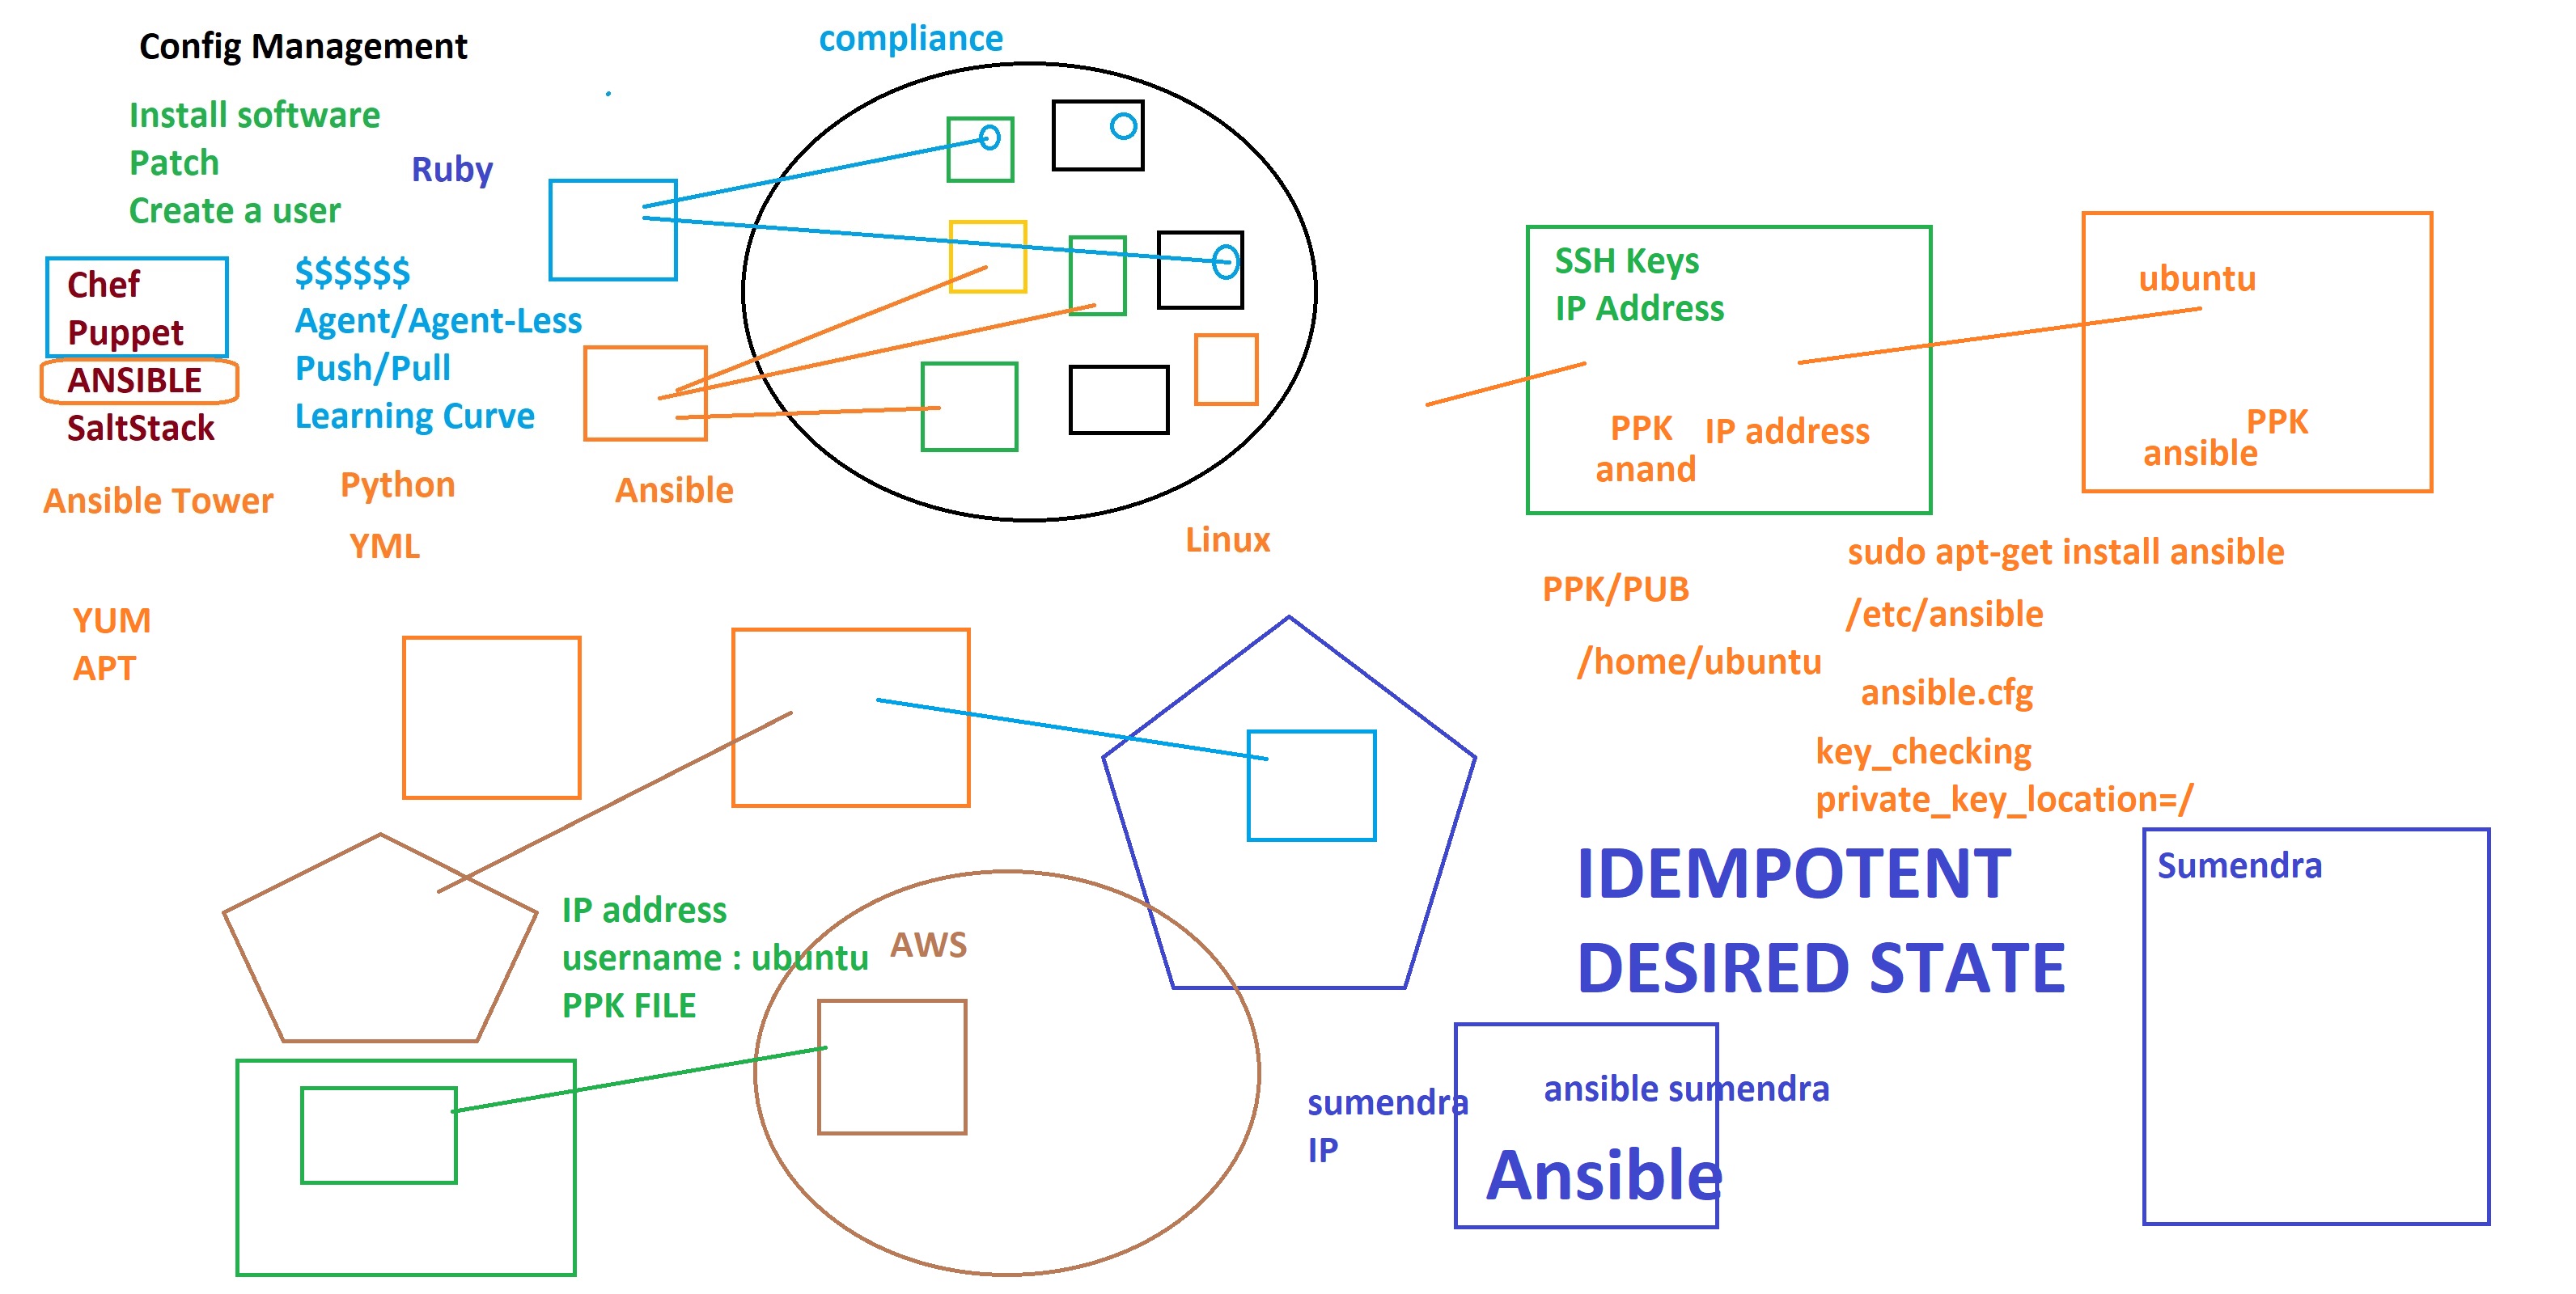 Config Management
compliance
Install software
Patch
Create a user
Ruby
Chef
Puppet
ANSIBLE
SaltStack
$$$$$$
Agent/Agent-Less
Push/Pull
Learning Curve
Ansible Tower
Python
YML
Ansible
Linux
YUM
APT
SSH Keys
IP Address
PPK
IP address
anand
ubuntu
PPK
ansible
sudo apt-get install ansible
PPK/PUB
/etc/ansible
/home/ubuntu
ansible.cfg
key_checking
private_key_location=/
IP address
username : ubuntu
PPK FILE
AWS
IDEMPOTENT
DESIRED STATE
Sumendra
sumendra
IP
ansible sumendra
Ansible